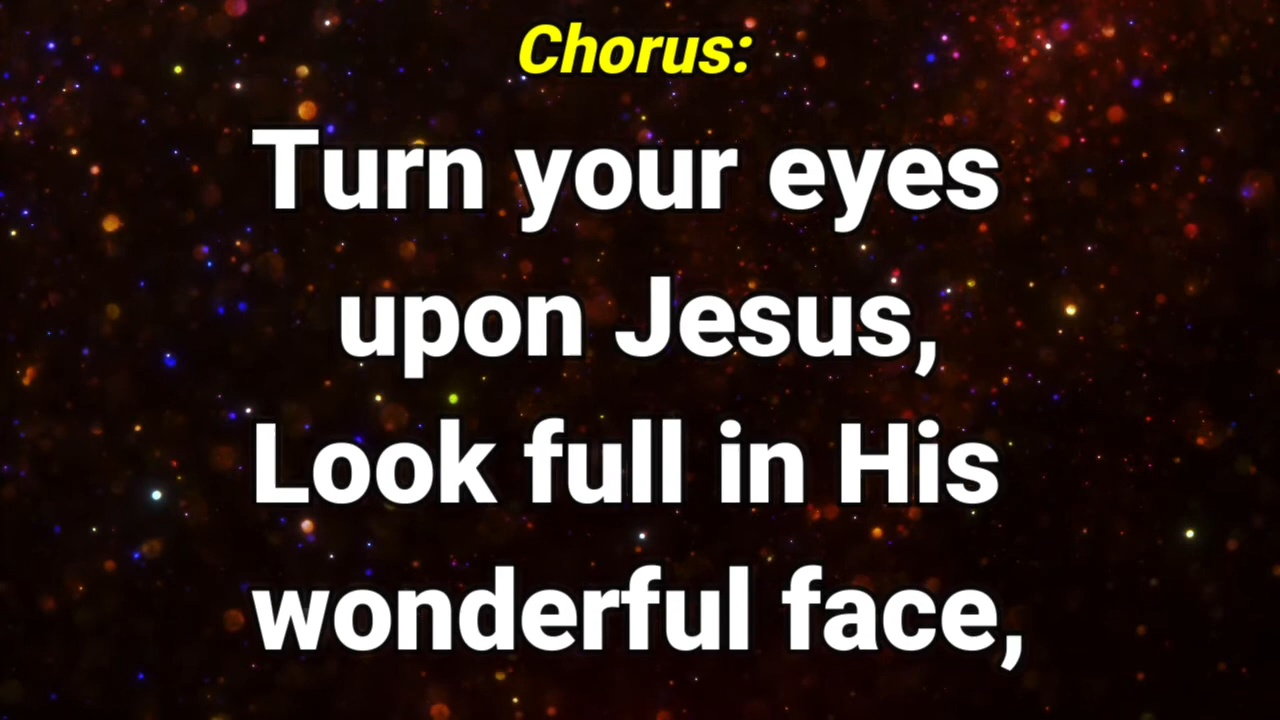 Chorus:
Turn your eyes
upon Jesus,
Look full in His
wonderful face,